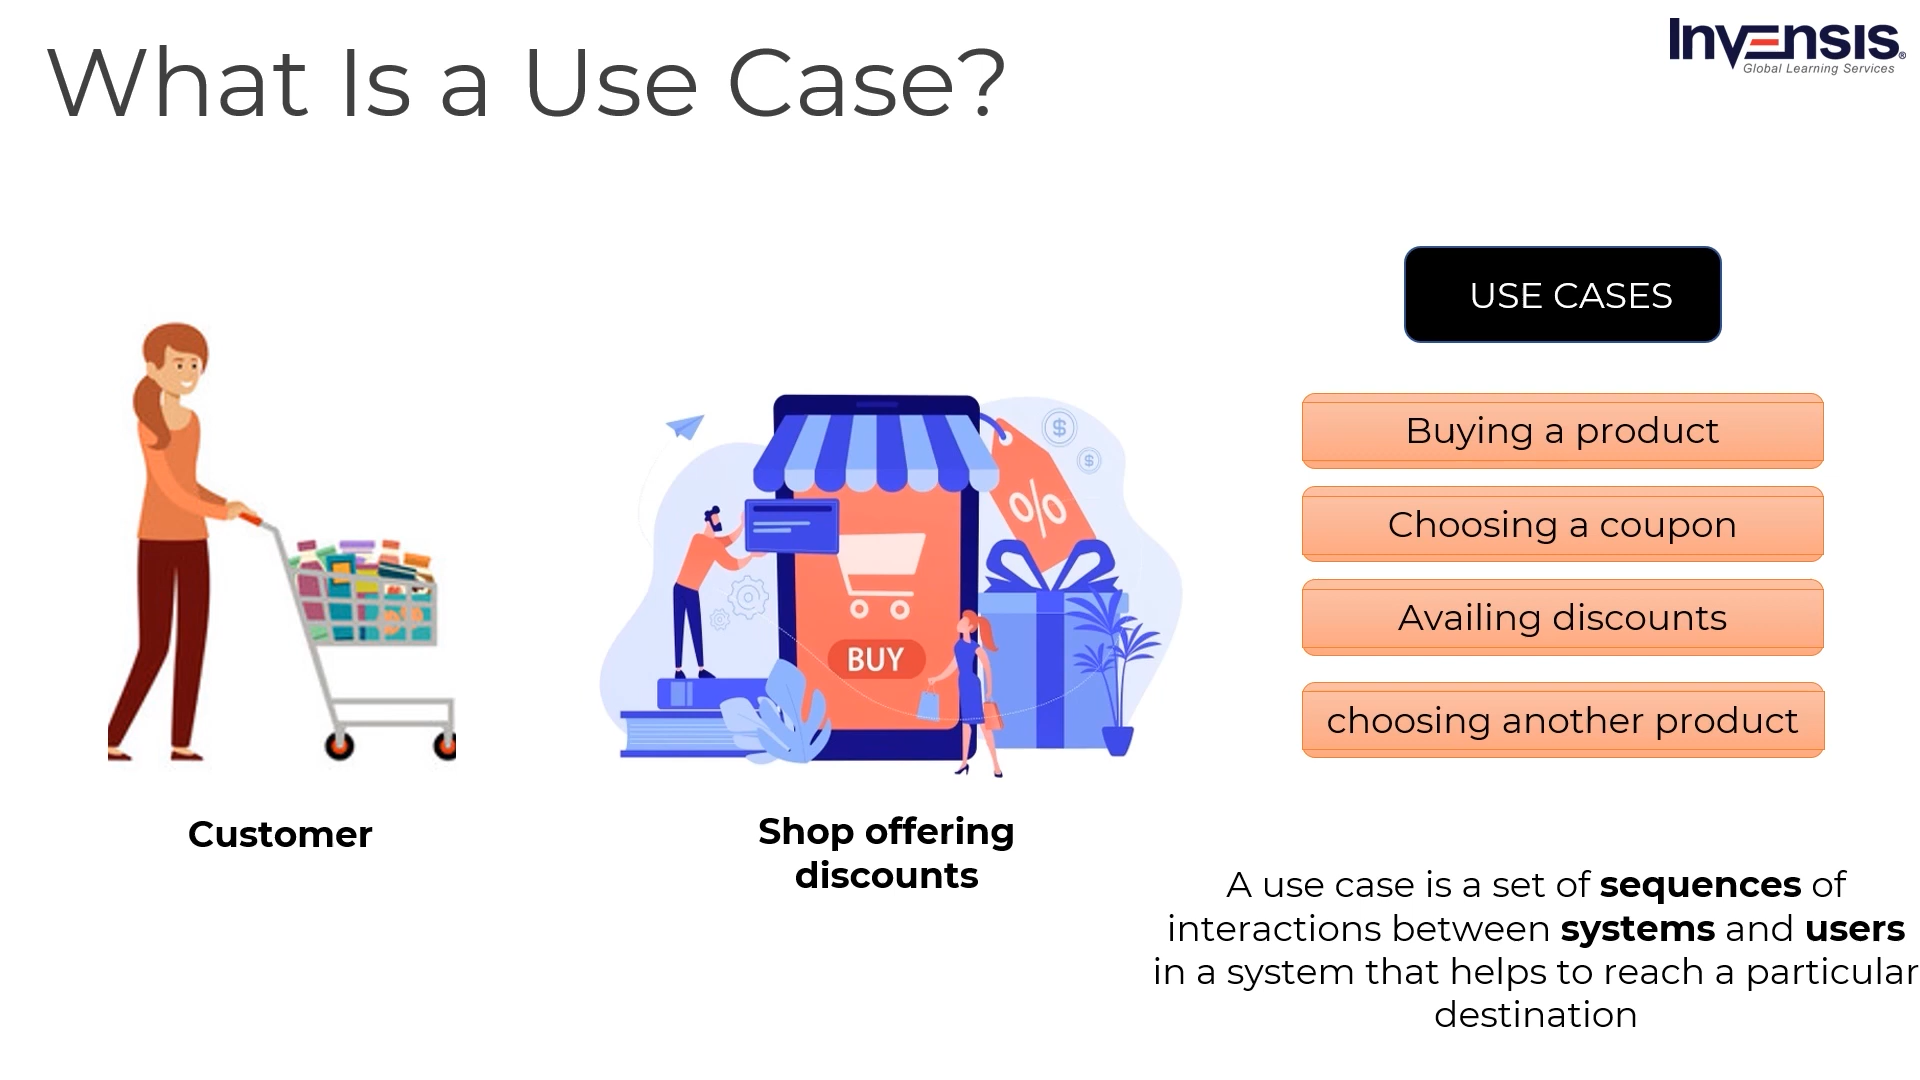 What Is a Use Case?
Invensis®
Global Learning Services
USE CASES
Buying a product
Choosing a coupon
Availing discounts
choosing another product
$
$
%
BUY
Customer
Shop offering
discounts
A use case is a set of sequences of
interactions between systems and users
in a system that helps to reach a particular
destination